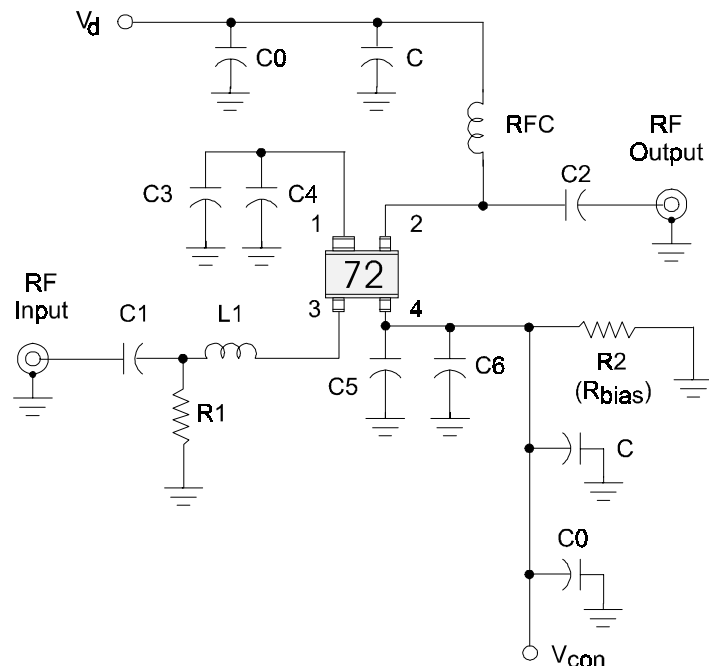 Vd
C0
C
RFC
RF
Output
C2
C3
C4
1
2
72
RF
Input
C1
L1
3
4
R1
C5
C6
R2
(Rbias)
C
C0
Vcon